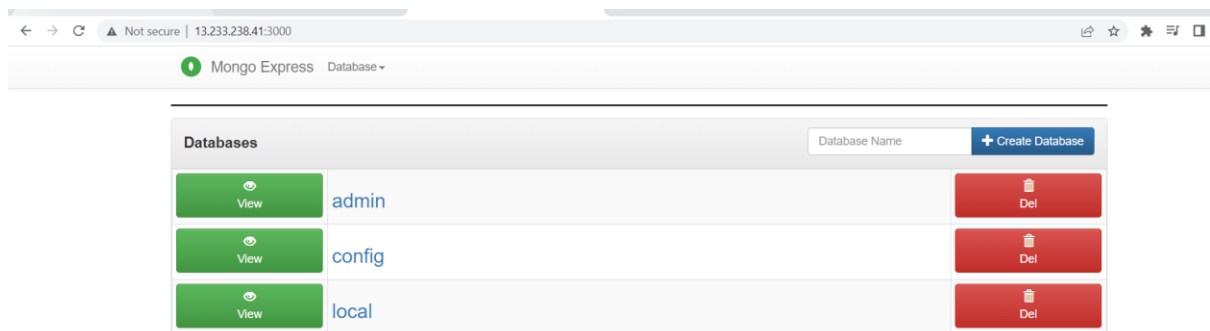 Not secure | 13.233.238.41:3000
Mongo Express Database
Databases
Database Name
+ Create Database
View
admin
Del
View
config
Del
View
local
Del